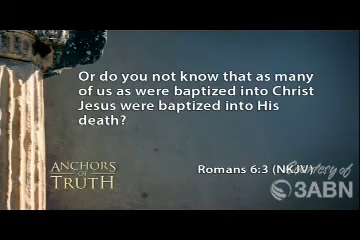 Or do you not know that as many
of us as were baptized into Christ
Jesus were baptized into His
death?
Romans 6:3 (NKJV)
Courtesy of
3ABN
ANCHORS
OF
TRUTH